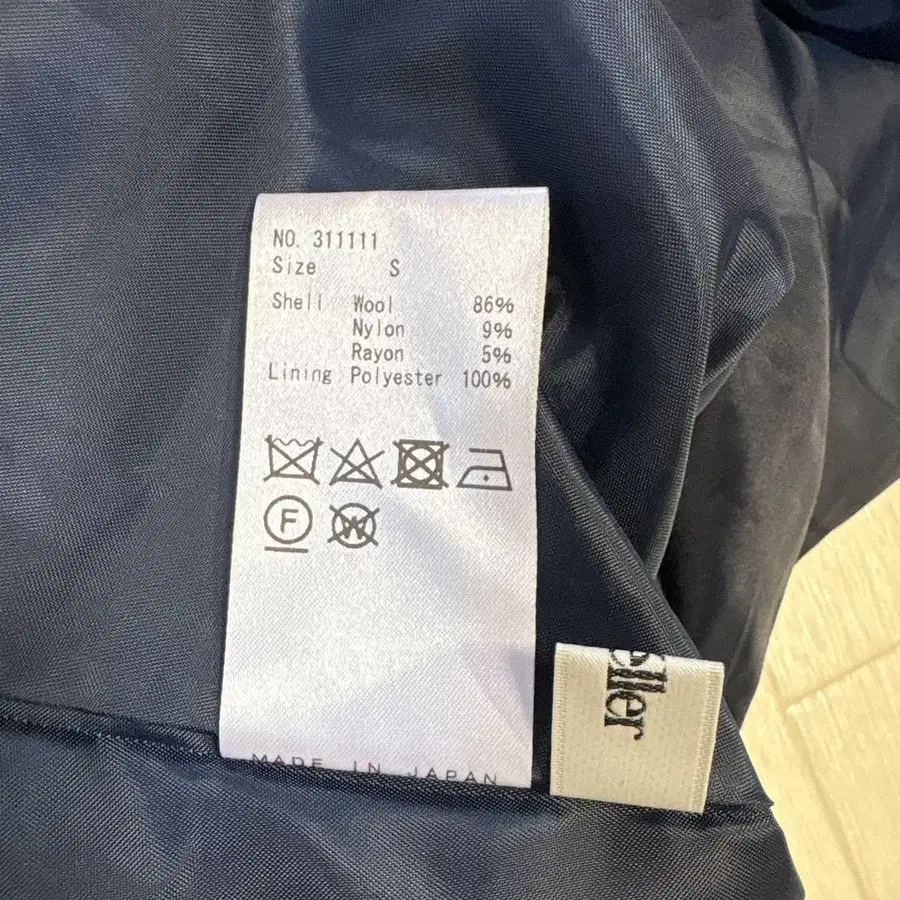 NO. 311111
Size S
Shell Wool 86%
Nylon 9%
Rayon 5%
Lining Polyester 100%
F W
MADE IN JAPAN
eller